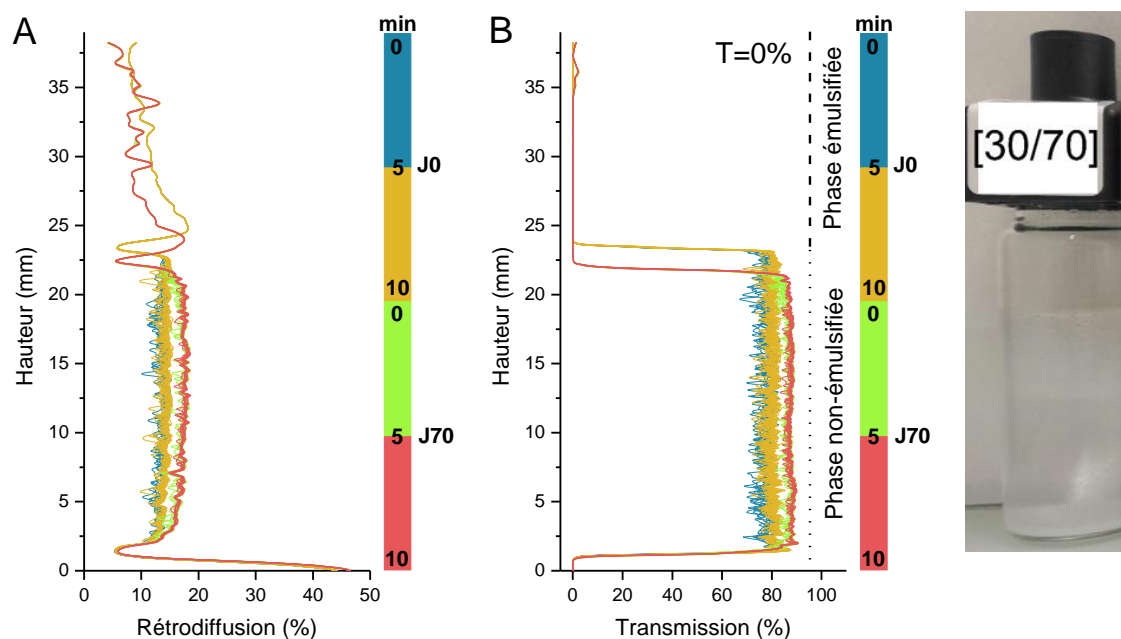 A
Hauteur (mm)
35
30
25
20
15
10
5
0
0
10
20
30
40
50
Rétrodiffusion (%)
min
0
5
J0
10
0
5
J70
10
B
T=0%
Hauteur (mm)
35
30
25
20
15
10
5
0
0
20
40
60
80
100
Transmission (%)
Phase émulsifiée
Phase non-émulsifiée
min
0
5
J0
10
0
5
J70
10
[30/70]